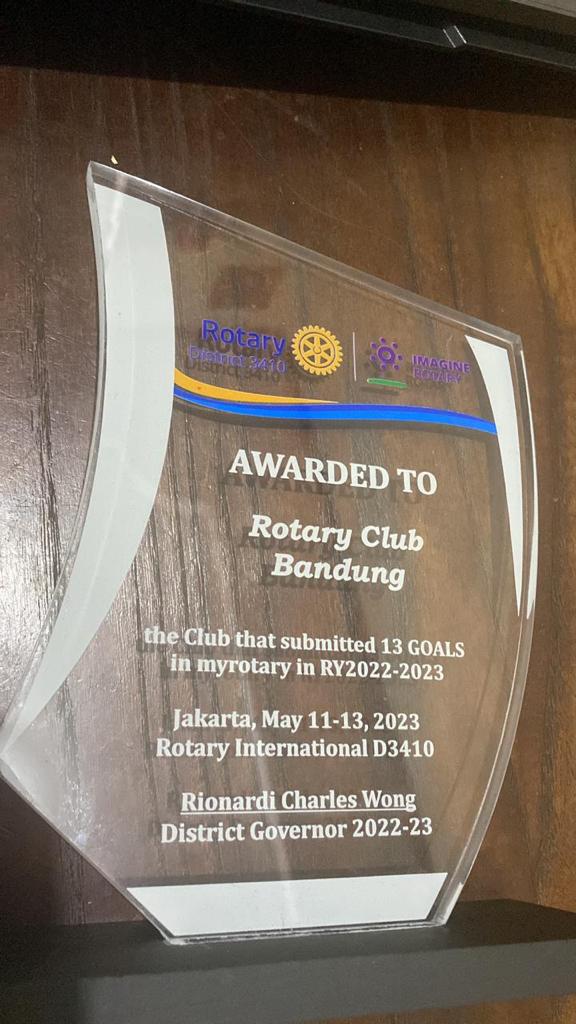 Rotary
District 3410
IMAGINE
ROTARY
AWARDED TO
Rotary Club
Bandung
the Club that submitted 13 GOALS
in myrotary in RY2022-2023
Jakarta, May 11-13, 2023
Rotary International D3410
Rionardi Charles Wong
District Governor 2022-23